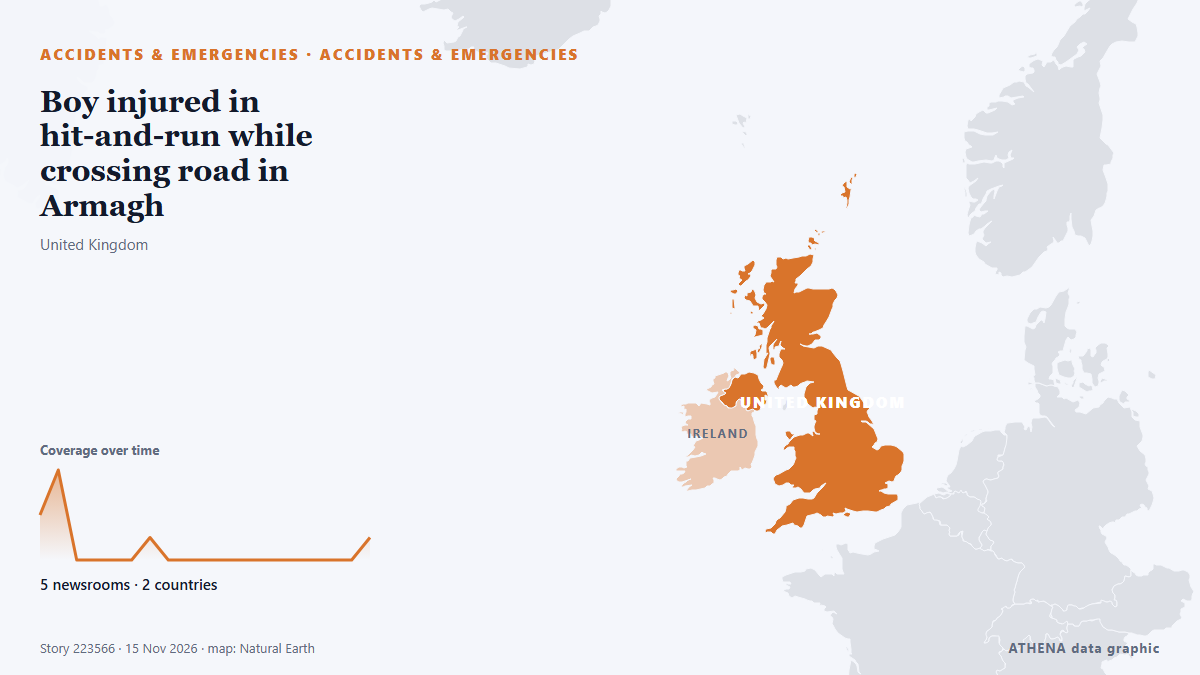 ACCIDENTS & EMERGENCIES · ACCIDENTS & EMERGENCIES
Boy injured in
hit-and-run while
crossing road in
Armagh
United Kingdom
UNITED KINGDOM
IRELAND
Coverage over time
5 newsrooms · 2 countries
Story 223566 · 15 Nov 2026 · map: Natural Earth
ATHENA data graphic